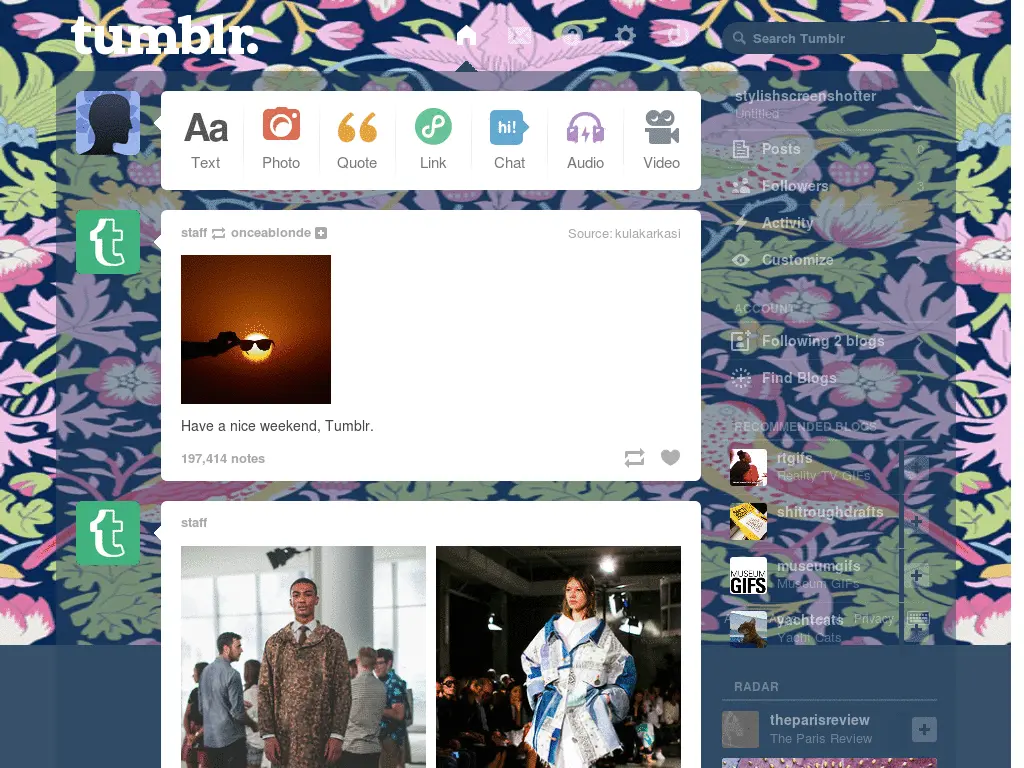 tumblr.
Search Tumblr
Aa
hi!
Text
Photo
Quote
Link
Chat
Audio
Video
stylishscreenshotter
Untitled
Posts 0
Followers 3
Activity
Customize
ACCOUNT
Following 2 blogs
Find Blogs
RECOMMENDED BLOGS
rtgifs
Reality TV GIFs
shitroughdrafts
museumgifs
Museum GIFs
MUSEUM
GIFS
yachtcats
Privacy
Yacht Cats
RADAR
theparisreview
The Paris Review
t
staff onceablonde
Source: kulakarkasi
Have a nice weekend, Tumblr.
197,414 notes
t
staff